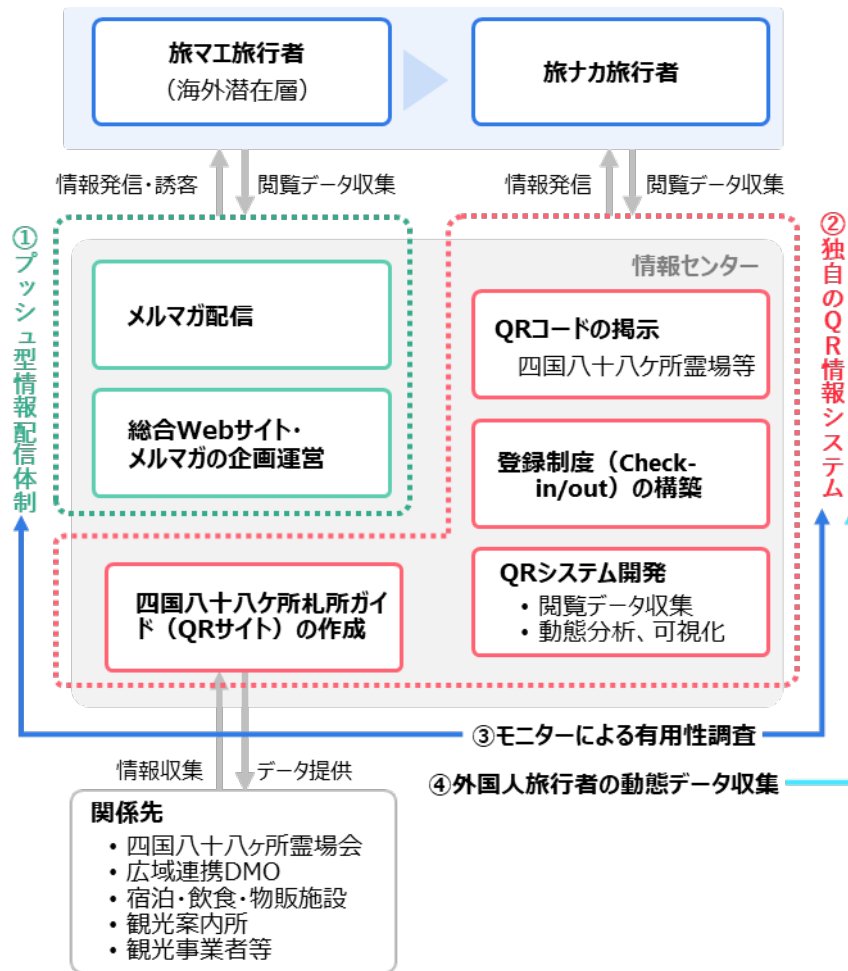 旅マエ旅行者
（海外潜在層）
旅ナカ旅行者
情報発信・誘客
閲覧データ収集
情報発信
閲覧データ収集
①プッシュ型情報配信体制
②独自のQR情報システム
情報センター
メルマガ配信
総合Webサイト・
メルマガの企画運営
QRコードの掲示
四国八十八ケ所霊場等
登録制度（Check-
in/out）の構築
QRシステム開発
• 閲覧データ収集
• 動態分析、可視化
四国八十八ケ所札所ガイ
ド（QRサイト）の作成
③モニターによる有用性調査
④外国人旅行者の動態データ収集
情報収集
データ提供
関係先
• 四国八十八ヶ所霊場会
• 広域連携DMO
• 宿泊・飲食・物販施設
• 観光案内所
• 観光事業者等